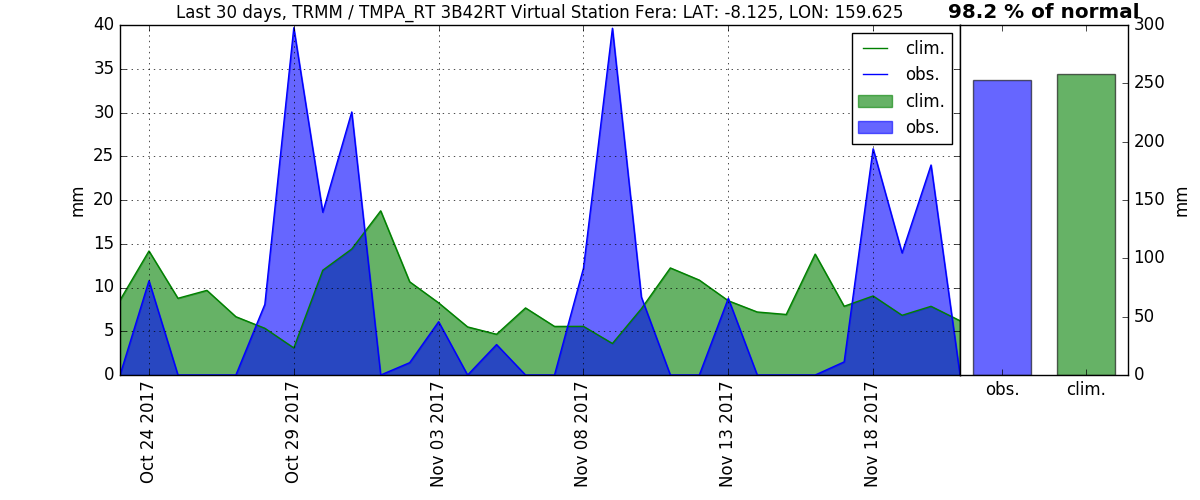 Last 30 days, TRMM / TMPA_RT 3B42RT Virtual Station Fera: LAT: -8.125, LON: 159.625
98.2 % of normal
40
35
30
25
20
15
10
5
0
mm
clim.
obs.
clim.
obs.
Oct 24 2017
Oct 29 2017
Nov 03 2017
Nov 08 2017
Nov 13 2017
Nov 18 2017
300
250
200
150
100
50
0
mm
obs.
clim.